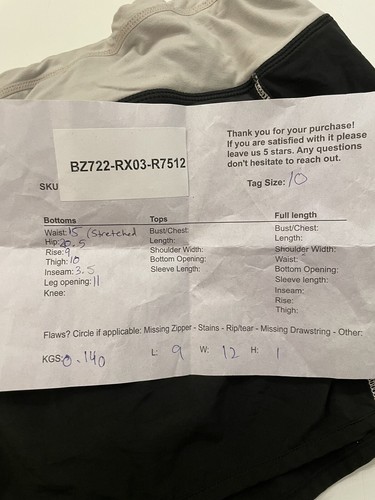 Thank you for your purchase!
If you are satisfied with it please
leave us 5 stars. Any questions
don't hesitate to reach out.
BZ722-RX03-R7512
SKU
Tag Size: 10
Bottoms Tops Full length
Waist: 15 (Stretched Bust/Chest: Bust/Chest:
Hip: 20.5 Length: Length:
Rise: 9 Shoulder Width: Shoulder Width:
Thigh: 10 Bottom Opening: Waist:
Inseam: 3.5 Sleeve Length: Bottom Opening:
Leg opening: 11 Sleeve length:
Knee: Inseam:
Rise:
Thigh:
Flaws? Circle if applicable: Missing Zipper - Stains - Rip/tear - Missing Drawstring - Other:
KGS: 0.140 L: 9 W: 12 H: 1